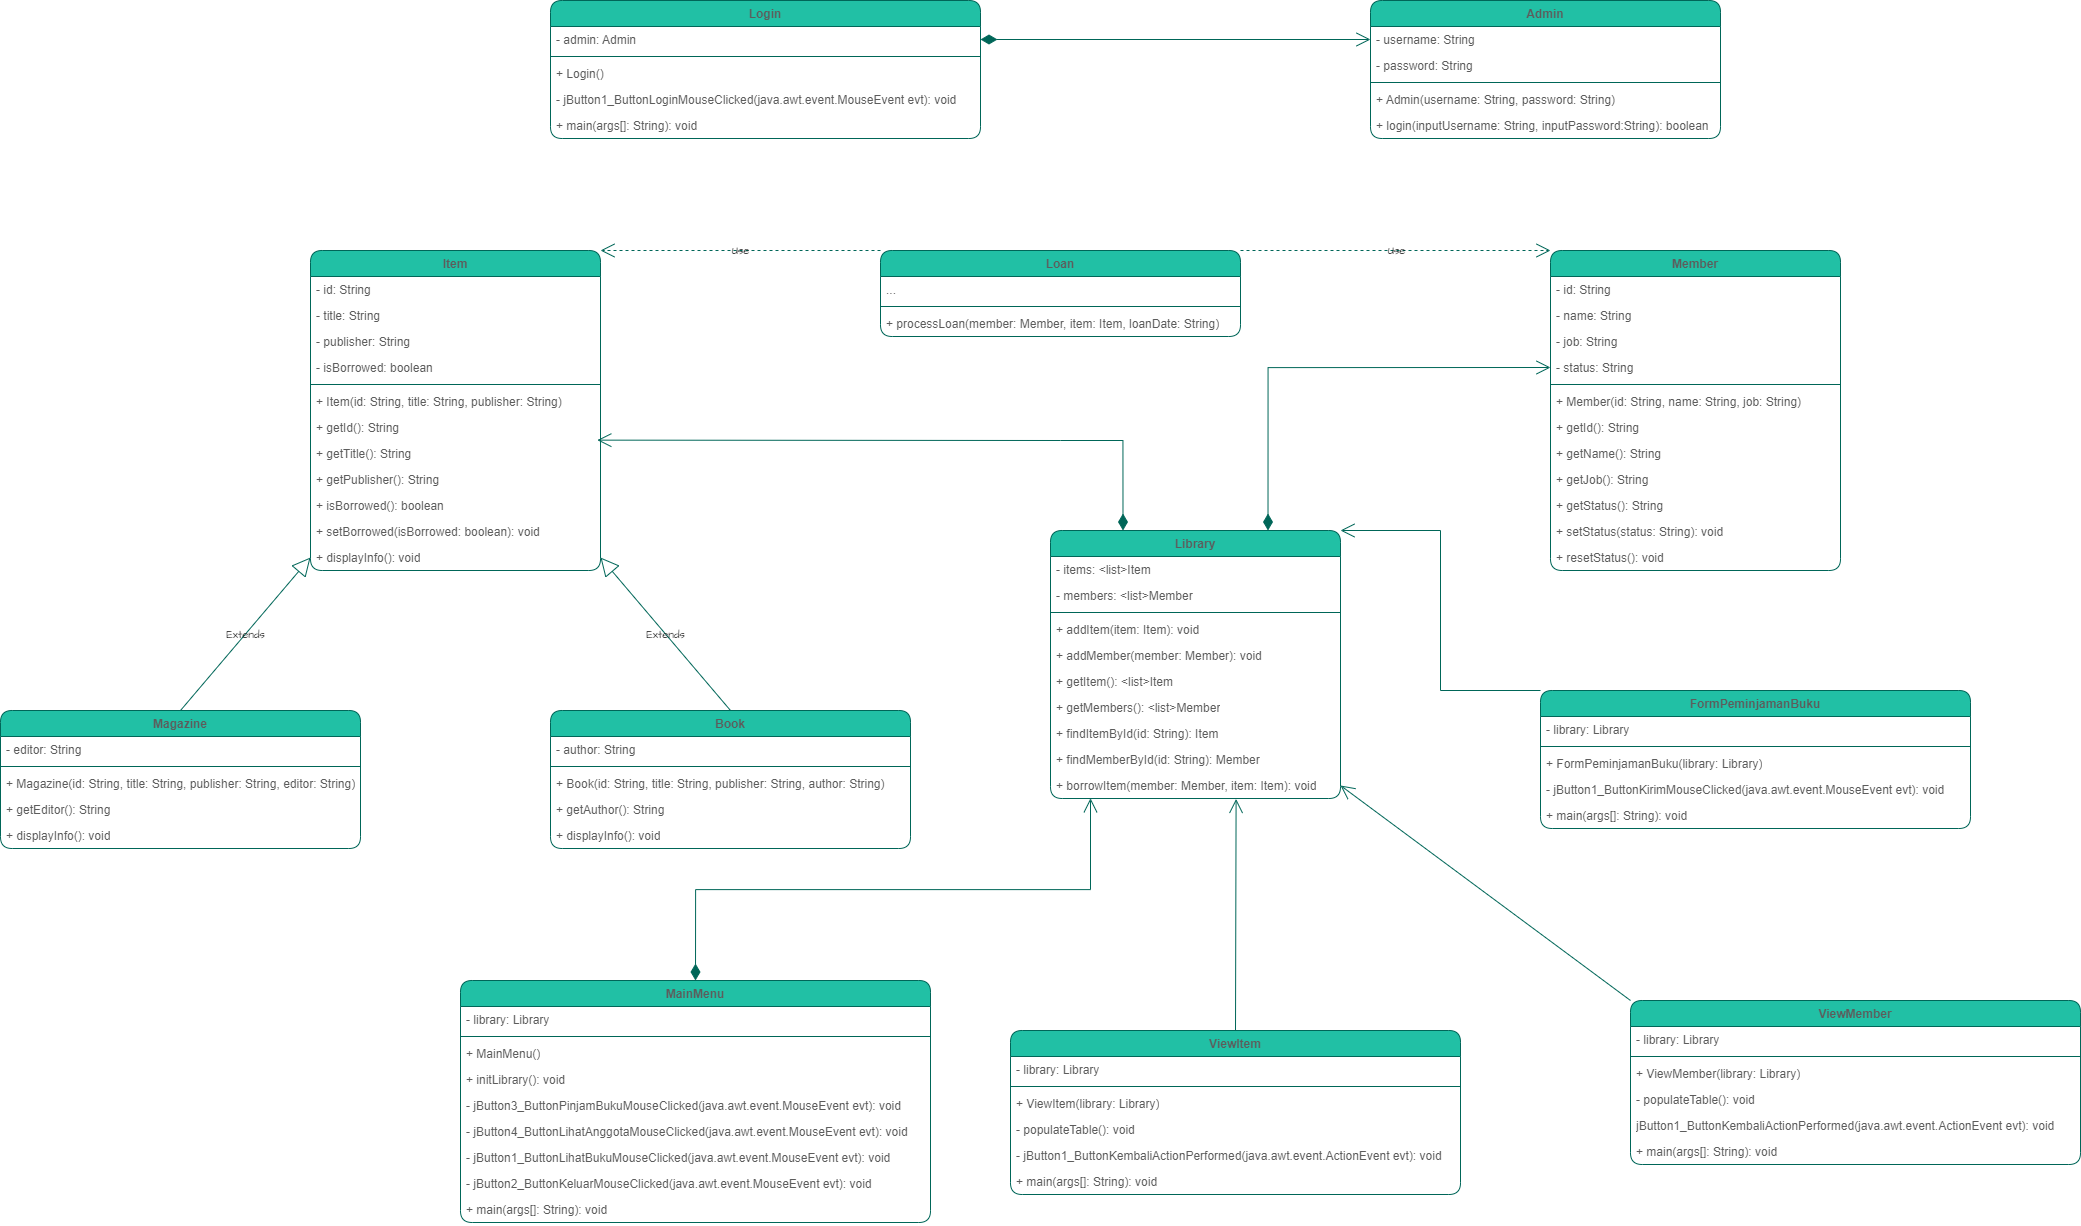 Login
- admin: Admin
+ Login()
- jButton1_ButtonLoginMouseClicked(java.awt.event.MouseEvent evt): void
+ main(args[]: String): void
Admin
- username: String
- password: String
+ Admin(username: String, password: String)
+ login(inputUsername: String, inputPassword:String): boolean
Item
- id: String
- title: String
- publisher: String
- isBorrowed: boolean
+ Item(id: String, title: String, publisher: String)
+ getId(): String
+ getTitle(): String
+ getPublisher(): String
+ isBorrowed(): boolean
+ setBorrowed(isBorrowed: boolean): void
+ displayInfo(): void
Use
Loan
...
+ processLoan(member: Member, item: Item, loanDate: String)
Use
Member
- id: String
- name: String
- job: String
- status: String
+ Member(id: String, name: String, job: String)
+ getId(): String
+ getName(): String
+ getJob(): String
+ getStatus(): String
+ setStatus(status: String): void
+ resetStatus(): void
Library
- items: <list>Item
- members: <list>Member
+ addItem(item: Item): void
+ addMember(member: Member): void
+ getItem(): <list>Item
+ getMembers(): <list>Member
+ findItemById(id: String): Item
+ findMemberById(id: String): Member
+ borrowItem(member: Member, item: Item): void
Extends
Extends
Magazine
- editor: String
+ Magazine(id: String, title: String, publisher: String, editor: String)
+ getEditor(): String
+ displayInfo(): void
Book
- author: String
+ Book(id: String, title: String, publisher: String, author: String)
+ getAuthor(): String
+ displayInfo(): void
FormPeminjamanBuku
- library: Library
+ FormPeminjamanBuku(library: Library)
- jButton1_ButtonKirimMouseClicked(java.awt.event.MouseEvent evt): void
+ main(args[]: String): void
MainMenu
- library: Library
+ MainMenu()
+ initLibrary(): void
- jButton3_ButtonPinjamBukuMouseClicked(java.awt.event.MouseEvent evt): void
- jButton4_ButtonLihatAnggotaMouseClicked(java.awt.event.MouseEvent evt): void
- jButton1_ButtonLihatBukuMouseClicked(java.awt.event.MouseEvent evt): void
- jButton2_ButtonKeluarMouseClicked(java.awt.event.MouseEvent evt): void
+ main(args[]: String): void
ViewItem
- library: Library
+ ViewItem(library: Library)
- populateTable(): void
- jButton1_ButtonKembaliActionPerformed(java.awt.event.ActionEvent evt): void
+ main(args[]: String): void
ViewMember
- library: Library
+ ViewMember(library: Library)
- populateTable(): void
jButton1_ButtonKembaliActionPerformed(java.awt.event.ActionEvent evt): void
+ main(args[]: String): void